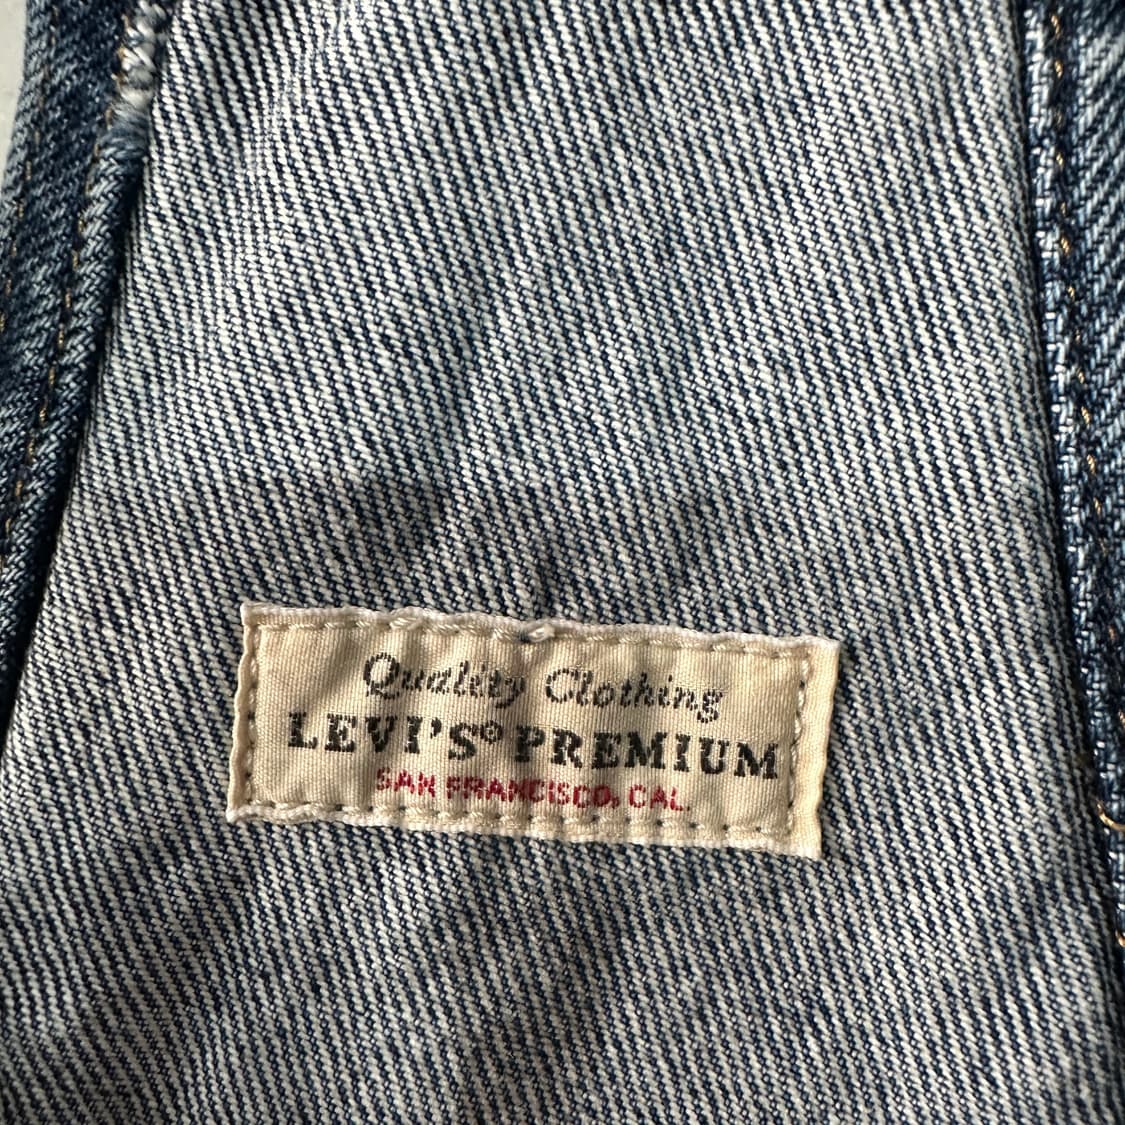 Quality Clothing
LEVI'S® PREMIUM
SAN FRANCISCO, CAL.